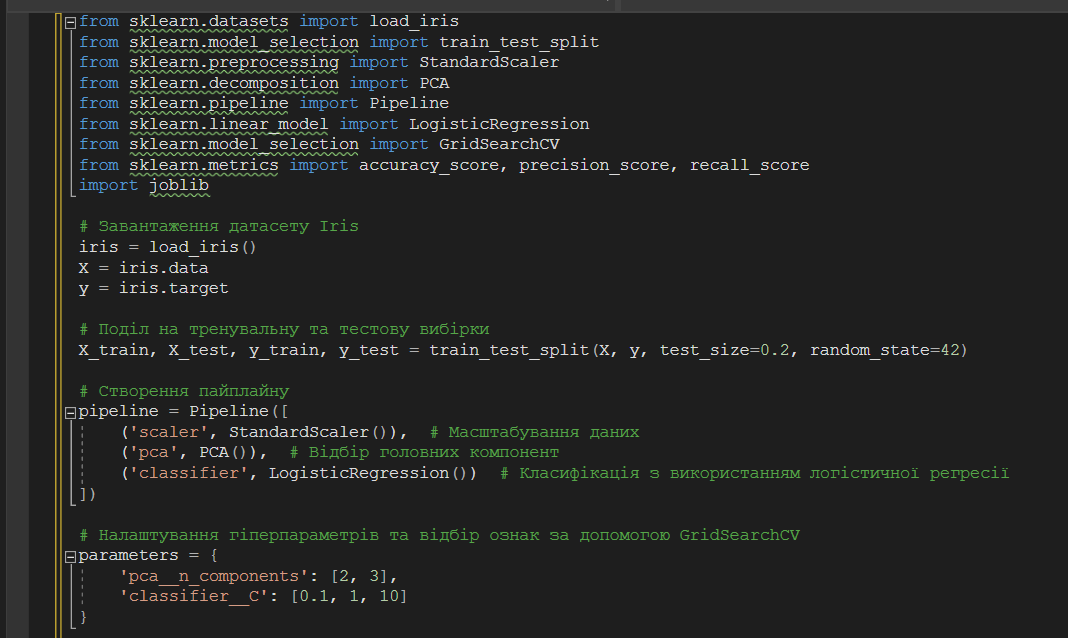 from sklearn.datasets import load_iris
from sklearn.model_selection import train_test_split
from sklearn.preprocessing import StandardScaler
from sklearn.decomposition import PCA
from sklearn.pipeline import Pipeline
from sklearn.linear_model import LogisticRegression
from sklearn.model_selection import GridSearchCV
from sklearn.metrics import accuracy_score, precision_score, recall_score
import joblib
# Завантаження датасету Iris
iris = load_iris()
X = iris.data
y = iris.target
# Поділ на тренувальну та тестову вибірки
X_train, X_test, y_train, y_test = train_test_split(X, y, test_size=0.2, random_state=42)
# Створення пайплайну
pipeline = Pipeline([
('scaler', StandardScaler()),  # Масштабування даних
('pca', PCA()),  # Відбір головних компонент
('classifier', LogisticRegression())  # Класифікація з використанням логістичної регресії
])
# Налаштування гіперпараметрів та відбір ознак за допомогою GridSearchCV
parameters = {
'pca__n_components': [2, 3],
'classifier__C': [0.1, 1, 10]
}